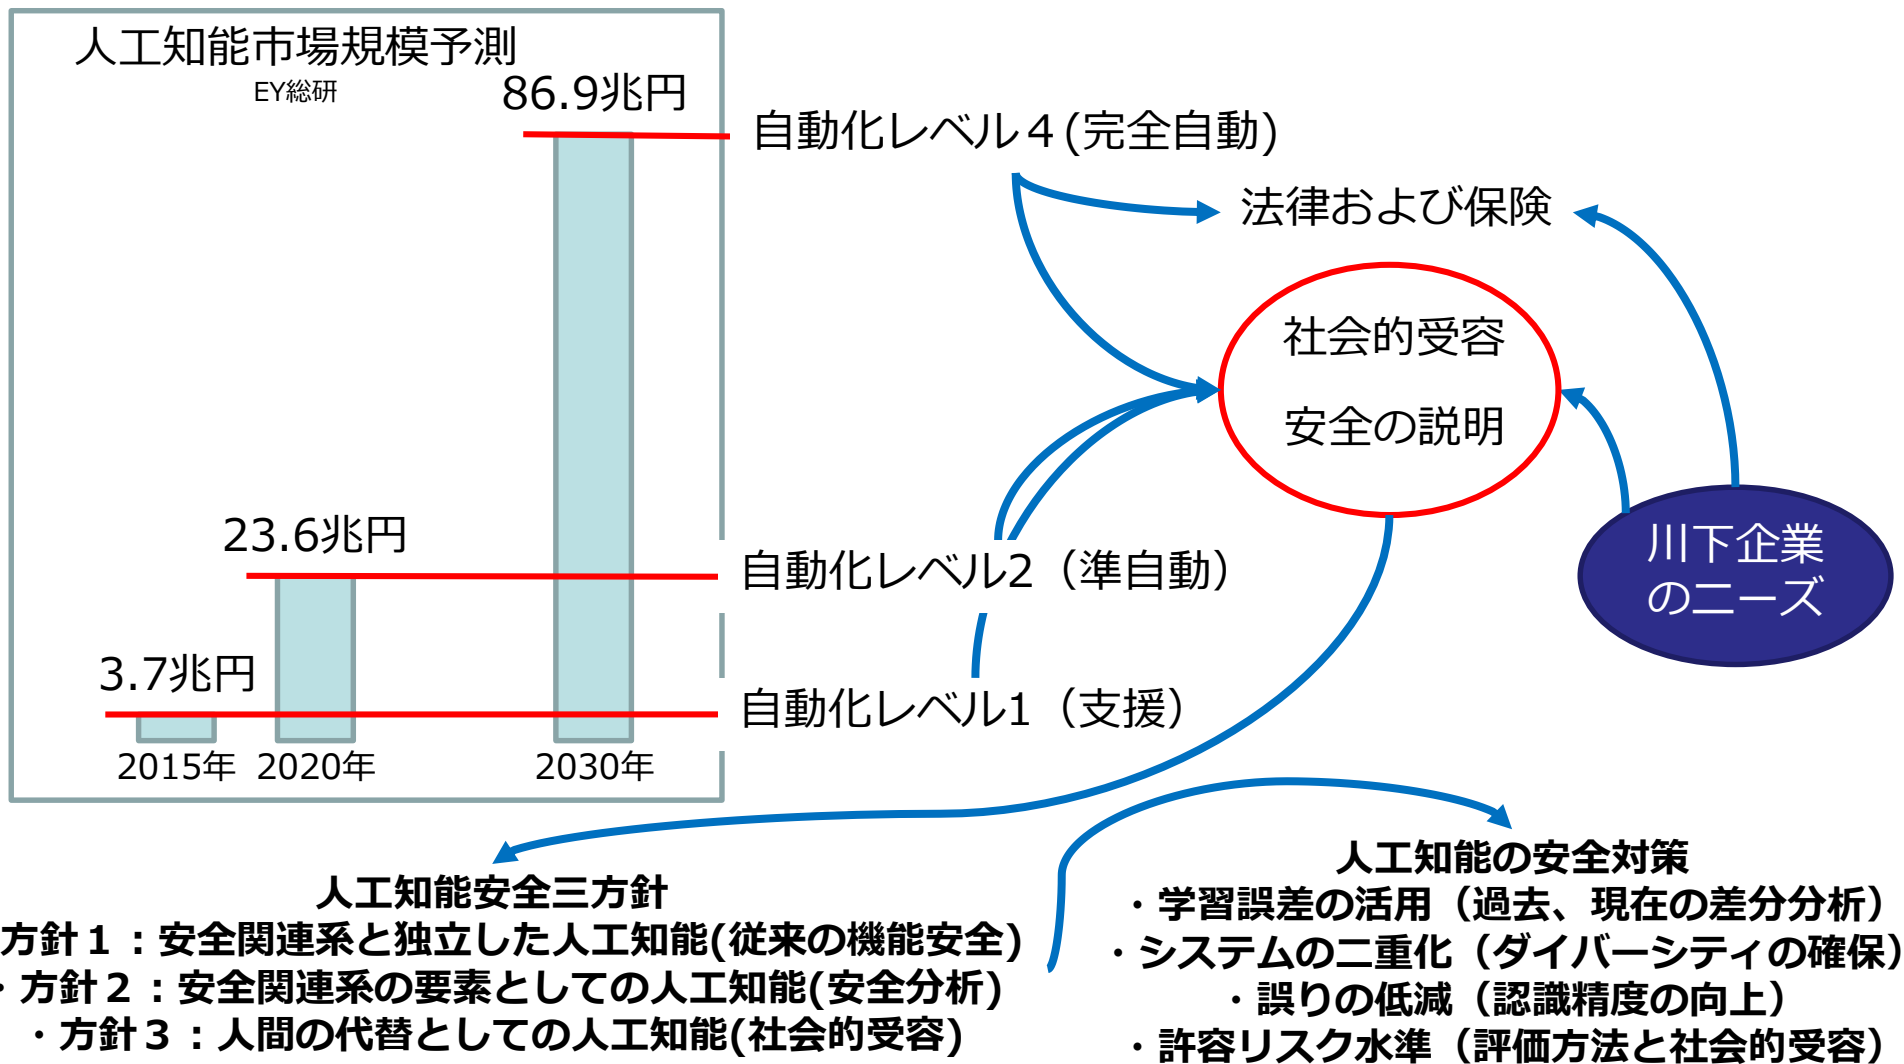 人工知能市場規模予測
EY総研
86.9兆円
23.6兆円
3.7兆円
2015年 2020年 2030年
自動化レベル４(完全自動)
法律および保険
社会的受容
安全の説明
自動化レベル2（準自動）
川下企業
のニーズ
自動化レベル1（支援）
人工知能安全三方針
方針１：安全関連系と独立した人工知能(従来の機能安全)
・方針２：安全関連系の要素としての人工知能(安全分析)
・方針３：人間の代替としての人工知能(社会的受容)
人工知能の安全対策
・学習誤差の活用（過去、現在の差分分析）
・システムの二重化（ダイバーシティの確保）
・誤りの低減（認識精度の向上）
・許容リスク水準（評価方法と社会的受容）